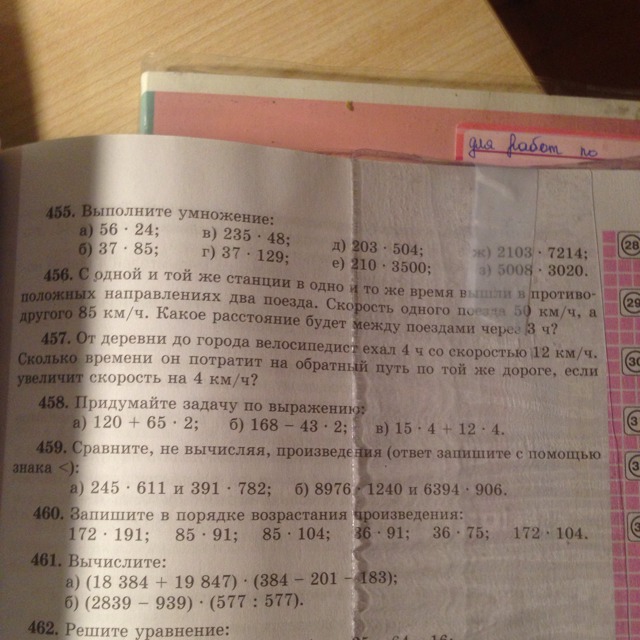 для работ по
455. Выполните умножение:
а) 56 · 24; в) 235 · 48; д) 203 · 504; ж) 2103 · 7214;
б) 37 · 85; г) 37 · 129; е) 210 · 3500; з) 5008 · 3020.
456. С одной и той же станции в одно и то же время вышли в противо-
положных направлениях два поезда. Скорость одного поезда 50 км/ч, а
другого 85 км/ч. Какое расстояние будет между поездами через 3 ч?
457. От деревни до города велосипедист ехал 4 ч со скоростью 12 км/ч.
Сколько времени он потратит на обратный путь по той же дороге, если
увеличит скорость на 4 км/ч?
458. Придумайте задачу по выражению:
а) 120 + 65 · 2; б) 168 − 43 · 2; в) 15 · 4 + 12 · 4.
459. Сравните, не вычисляя, произведения (ответ запишите с помощью
знака <):
а) 245 · 611 и 391 · 782; б) 8976 · 1240 и 6394 · 906.
460. Запишите в порядке возрастания произведения:
172 · 191; 85 · 91; 85 · 104; 36 · 91; 36 · 75; 172 · 104.
461. Вычислите:
а) (18 384 + 19 847) · (384 − 201 − 183);
б) (2839 − 939) · (577 : 577).
462. Решите уравнение:
28
29
30